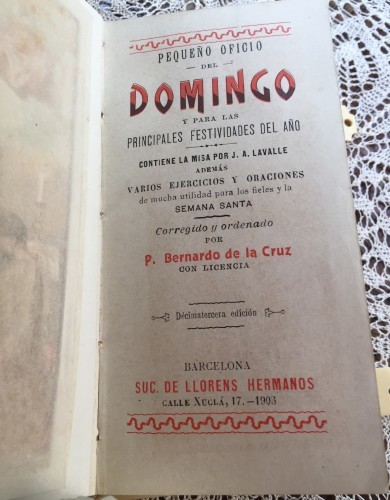 PEQUEÑO OFICIO
— DEL —
DOMINGO
Y PARA LAS
PRINCIPALES FESTIVIDADES DEL AÑO
CONTIENE LA MISA POR J. A. LAVALLE
ADEMÁS
VARIOS EJERCICIOS Y ORACIONES
de mucha utilidad para los fieles y la
SEMANA SANTA
Corregido y ordenado
POR
P. Bernardo de la Cruz
CON LICENCIA
Décimatercera edición
BARCELONA
SUC. DE LLORENS HERMANOS
CALLE XUCLÁ, 17.—1903